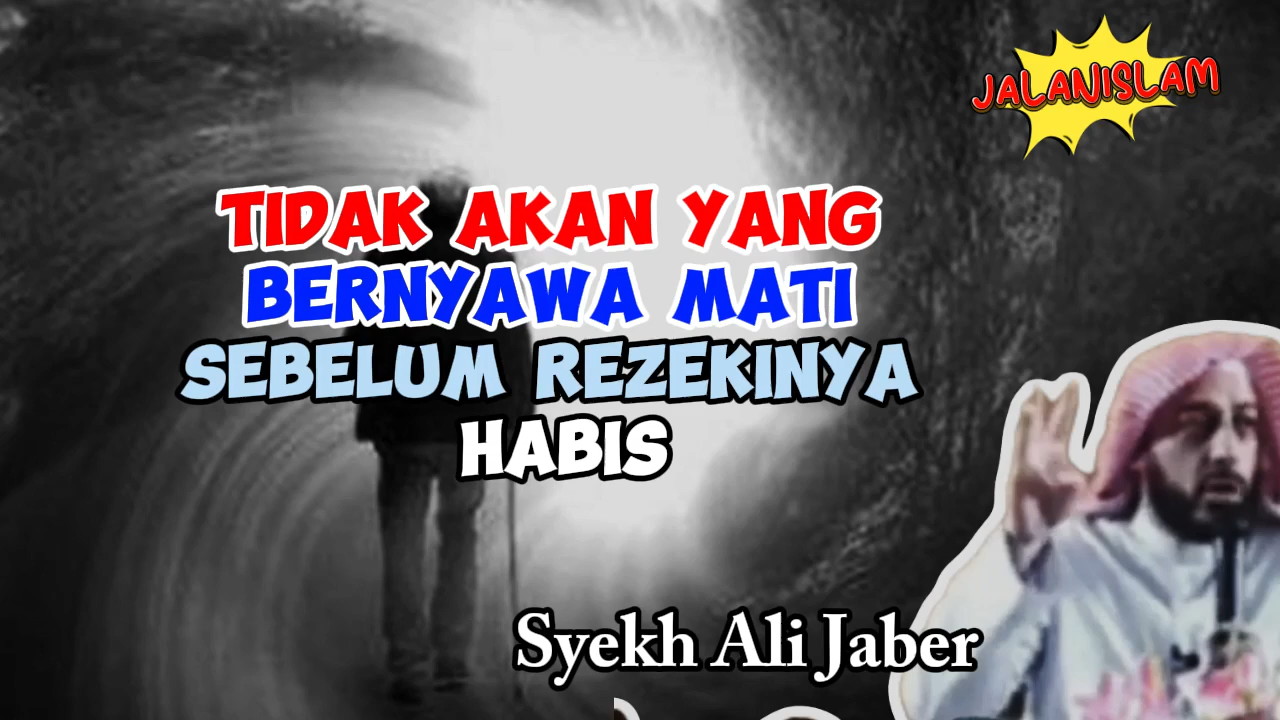 JALANISLAM
TIDAK AKAN YANG
BERNYAWA MATI
SEBELUM REZEKINYA
HABIS
Syekh Ali Jaber